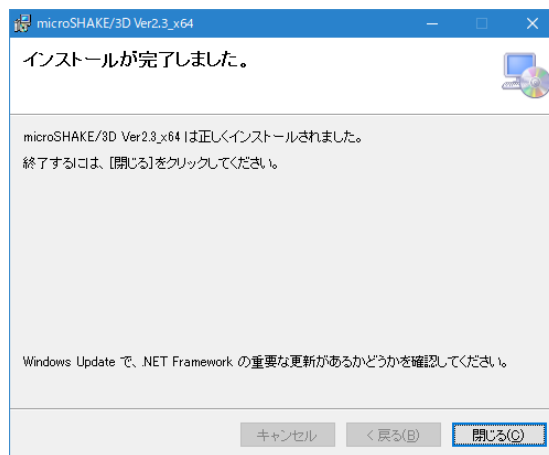 microSHAKE/3D Ver2.3_x64
インストールが完了しました。
microSHAKE/3D Ver2.3_x64 は正しくインストールされました。
終了するには、[閉じる]をクリックしてください。
Windows Update で、.NET Framework の重要な更新があるかどうかを確認してください。
キャンセル
< 戻る(B)
閉じる(C)